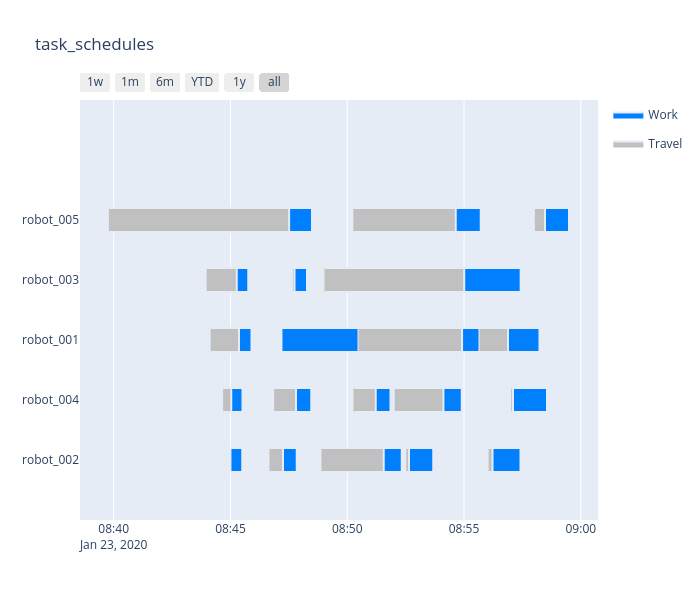 task_schedules
1w 1m 6m YTD 1y all
Work
Travel
robot_005
robot_003
robot_001
robot_004
robot_002
08:40 08:45 08:50 08:55 09:00
Jan 23, 2020